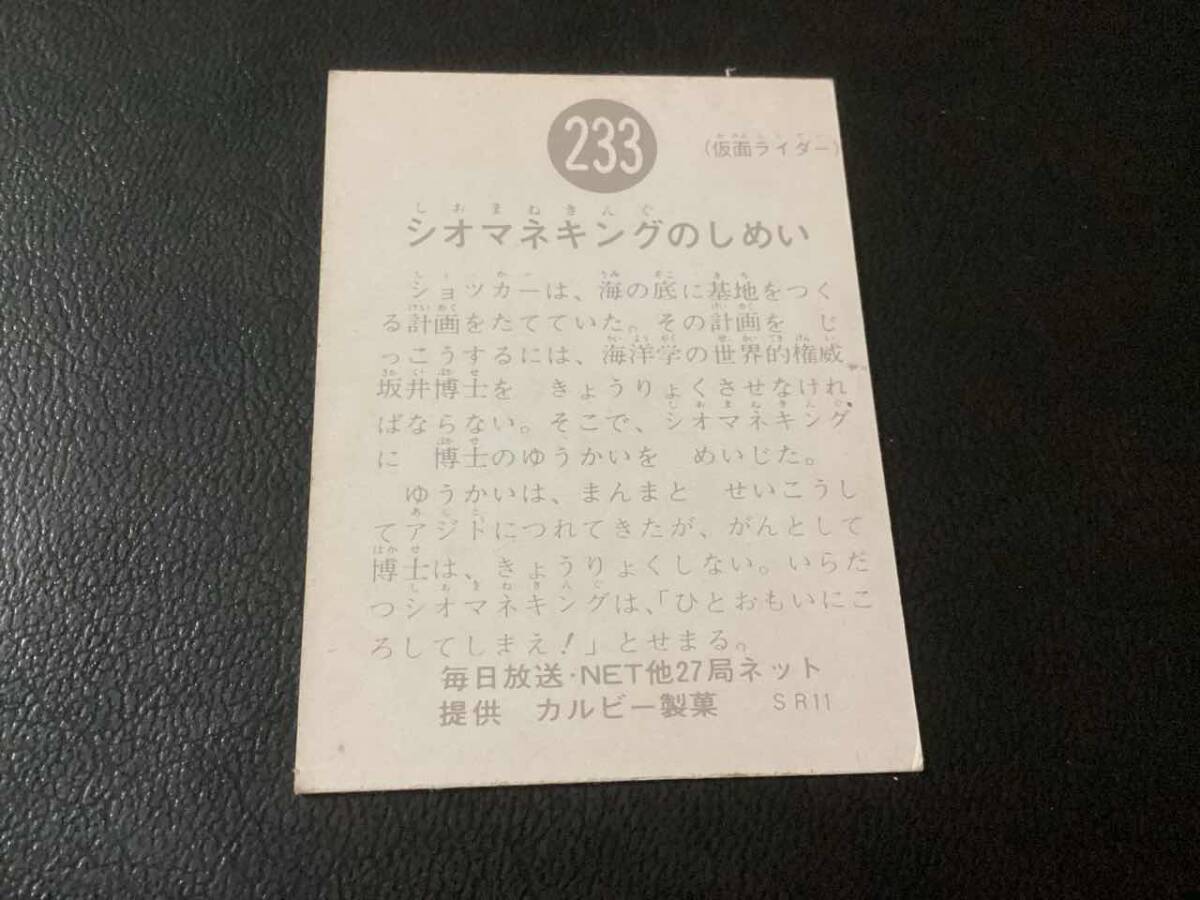 233
（仮面ライダー）
シオマネキングのしめい
ショッカーは、海の底に基地をつく
る計画をたてていた。その計画を　じ
っこうするには、海洋学の世界的権威
坂井博士を　きょうりょくさせなけれ
ばならない。そこで、シオマネキング
に　博士のゆうかいを　めいじた。
ゆうかいは、まんまと　せいこうし
てアジトにつれてきたが、がんとして
博士は、きょうりょくしない。いらだ
つシオマネキングは、「ひとおもいにこ
ろしてしまえ！」とせまる。
毎日放送・NET他27局ネット
提供　カルビー製菓　SR11